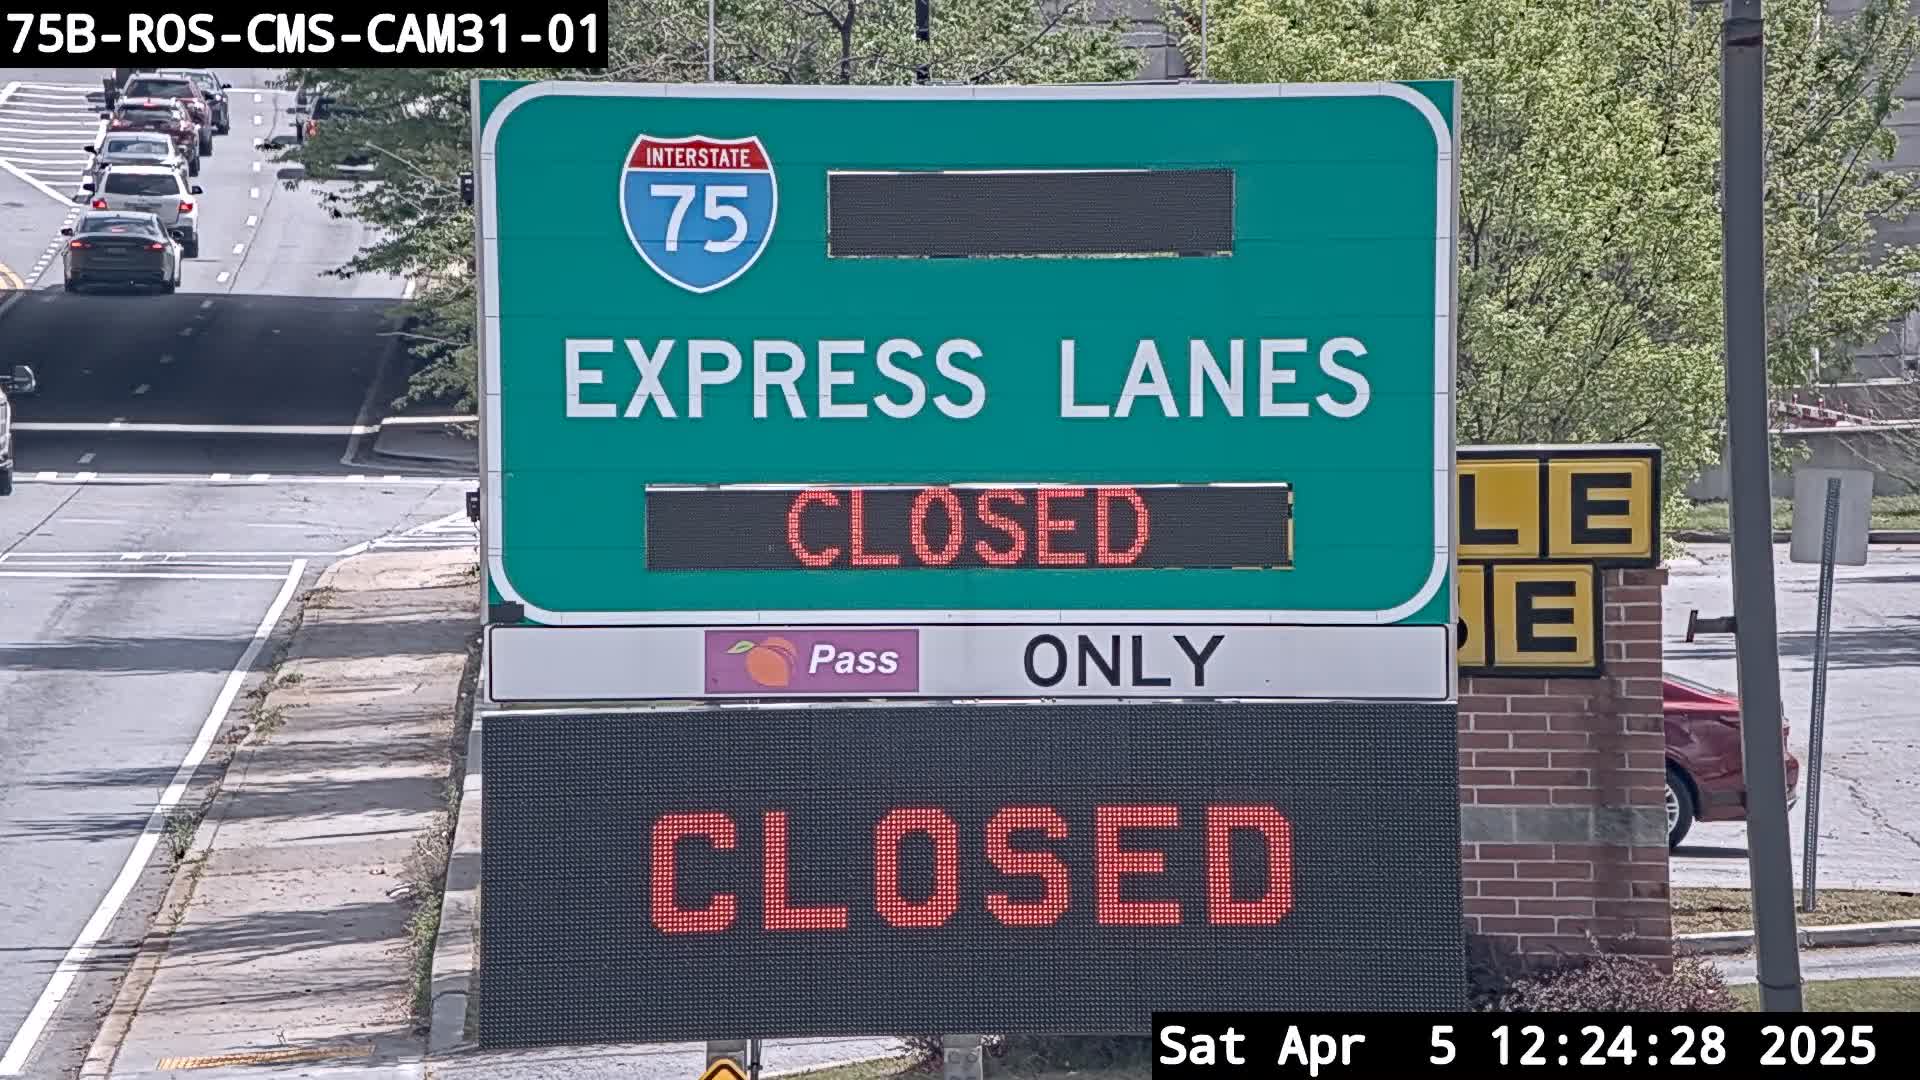 75B-ROS-CMS-CAM31-01
INTERSTATE
75
EXPRESS LANES
CLOSED
Pass ONLY
CLOSED
LE
E
Sat Apr 5 12:24:28 2025